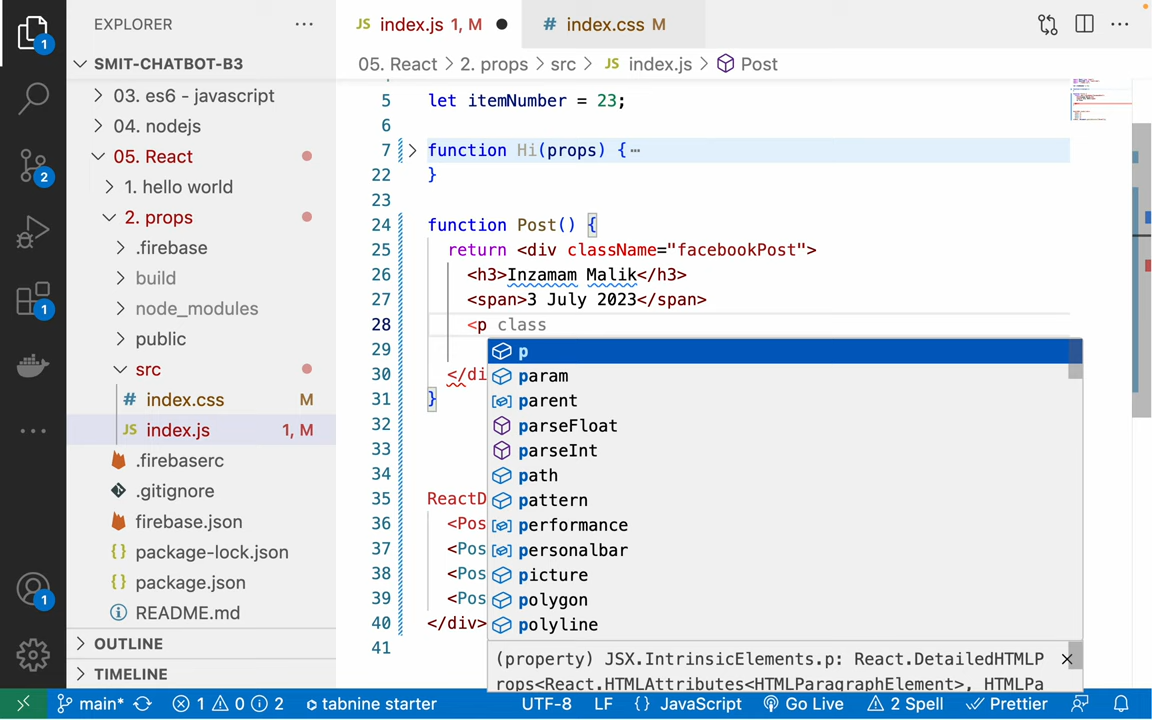 EXPLORER
index.js 1, M
index.css M
SMIT-CHATBOT-B3
05. React > 2. props > src > JS index.js > Post
03. es6 - javascript
04. nodejs
05. React
1. hello world
2. props
.firebase
build
node_modules
public
src
# index.css M
JS index.js 1, M
.firebaserc
.gitignore
firebase.json
{} package-lock.json
{} package.json
README.md
OUTLINE
TIMELINE
1
2
1
1
5 let itemNumber = 23;
6
7 function Hi(props) {⋯
22 }
23
24 function Post() {
25 return <div className="facebookPost">
26 <h3>Inzamam Malik</h3>
27 <span>3 July 2023</span>
28 <p class
29
30 </di
31 }
32
33
34
35 ReactD
36 <Pos
37 <Pos
38 <Pos
39 <Pos
40 </div>
41
p
param
parent
parseFloat
parseInt
path
pattern
performance
personalbar
picture
polygon
polyline
(property) JSX.IntrinsicElements.p: React.DetailedHTMLP
rops<React.HTMLAttributes<HTMLParagraphElement>, HTMLPa
main* 1 0 2 tabnine starter UTF-8 LF {} JavaScript Go Live 2 Spell Prettier